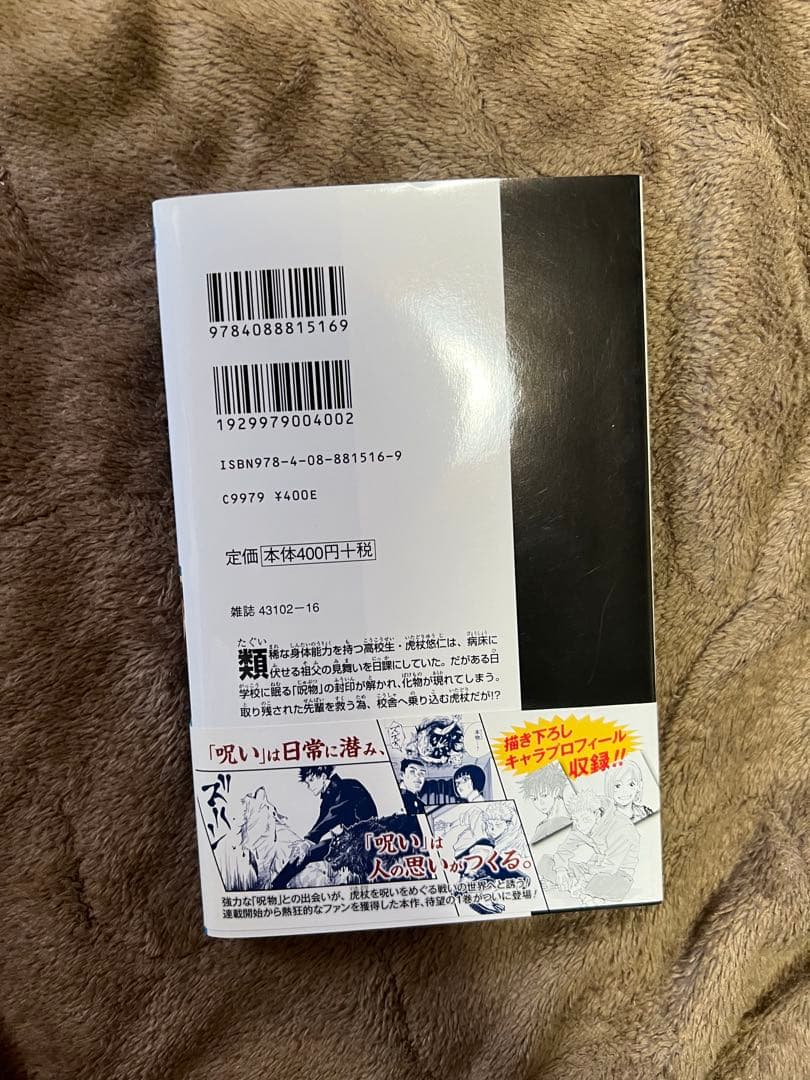 9784088815169
1929979004002
ISBN978-4-08-881516-9
C9979 ¥400E
定価 本体400円+税
雑誌 43102-16
類稀な身体能力を持つ高校生・虎杖悠仁は、病床に
伏せる祖父の見舞いを日課にしていた。だがある日
学校に眠る「呪物」の封印が解かれ、化物が現れてしまう。
取り残された先輩を救う為、校舎へ乗り込む虎杖だが!?
「呪い」は日常に潜み、
描き下ろし
キャラプロフィール
収録!!
「呪い」は
人の思いがつくる。
強力な「呪物」との出会いが、虎杖を呪いをめぐる戦いの世界へと誘う!
連載開始から熱狂的なファンを獲得した本作、待望の1巻がついに登場!